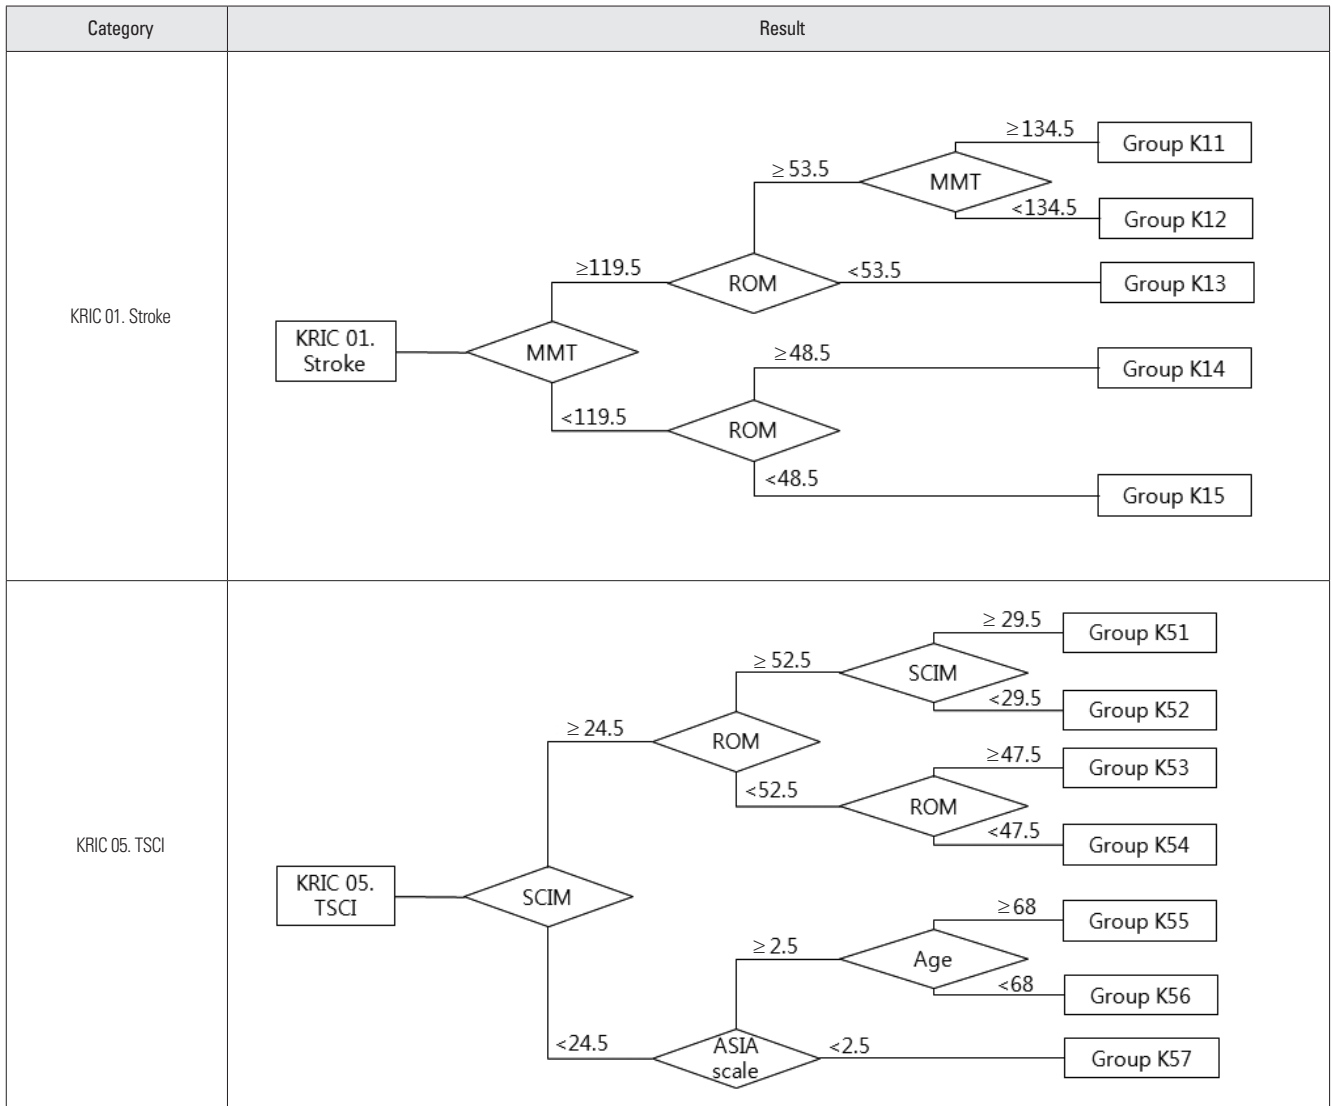 Category
Result
KRIC 01. Stroke
KRIC 01.
Stroke
MMT
≥119.5
<119.5
ROM
≥53.5
<53.5
MMT
≥134.5
<134.5
Group K11
Group K12
Group K13
ROM
≥48.5
<48.5
Group K14
Group K15
KRIC 05. TSCI
KRIC 05.
TSCI
SCIM
≥24.5
<24.5
ROM
≥52.5
<52.5
SCIM
≥29.5
<29.5
Group K51
Group K52
ROM
≥47.5
<47.5
Group K53
Group K54
ASIA
scale
≥2.5
<2.5
Age
≥68
<68
Group K55
Group K56
Group K57